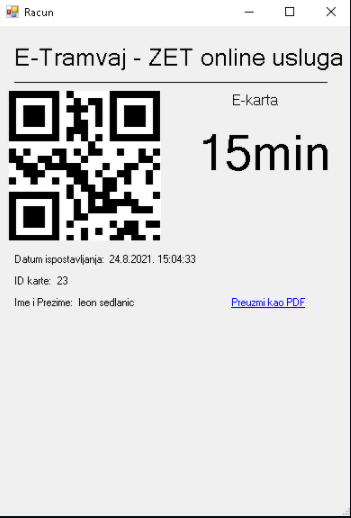 Racun
E-Tramvaj - ZET online usluga
E-karta
15min
Datum ispostavljanja: 24.8.2021. 15:04:33
ID karte: 23
Ime i Prezime: leon sedlanic
Preuzmi kao PDF